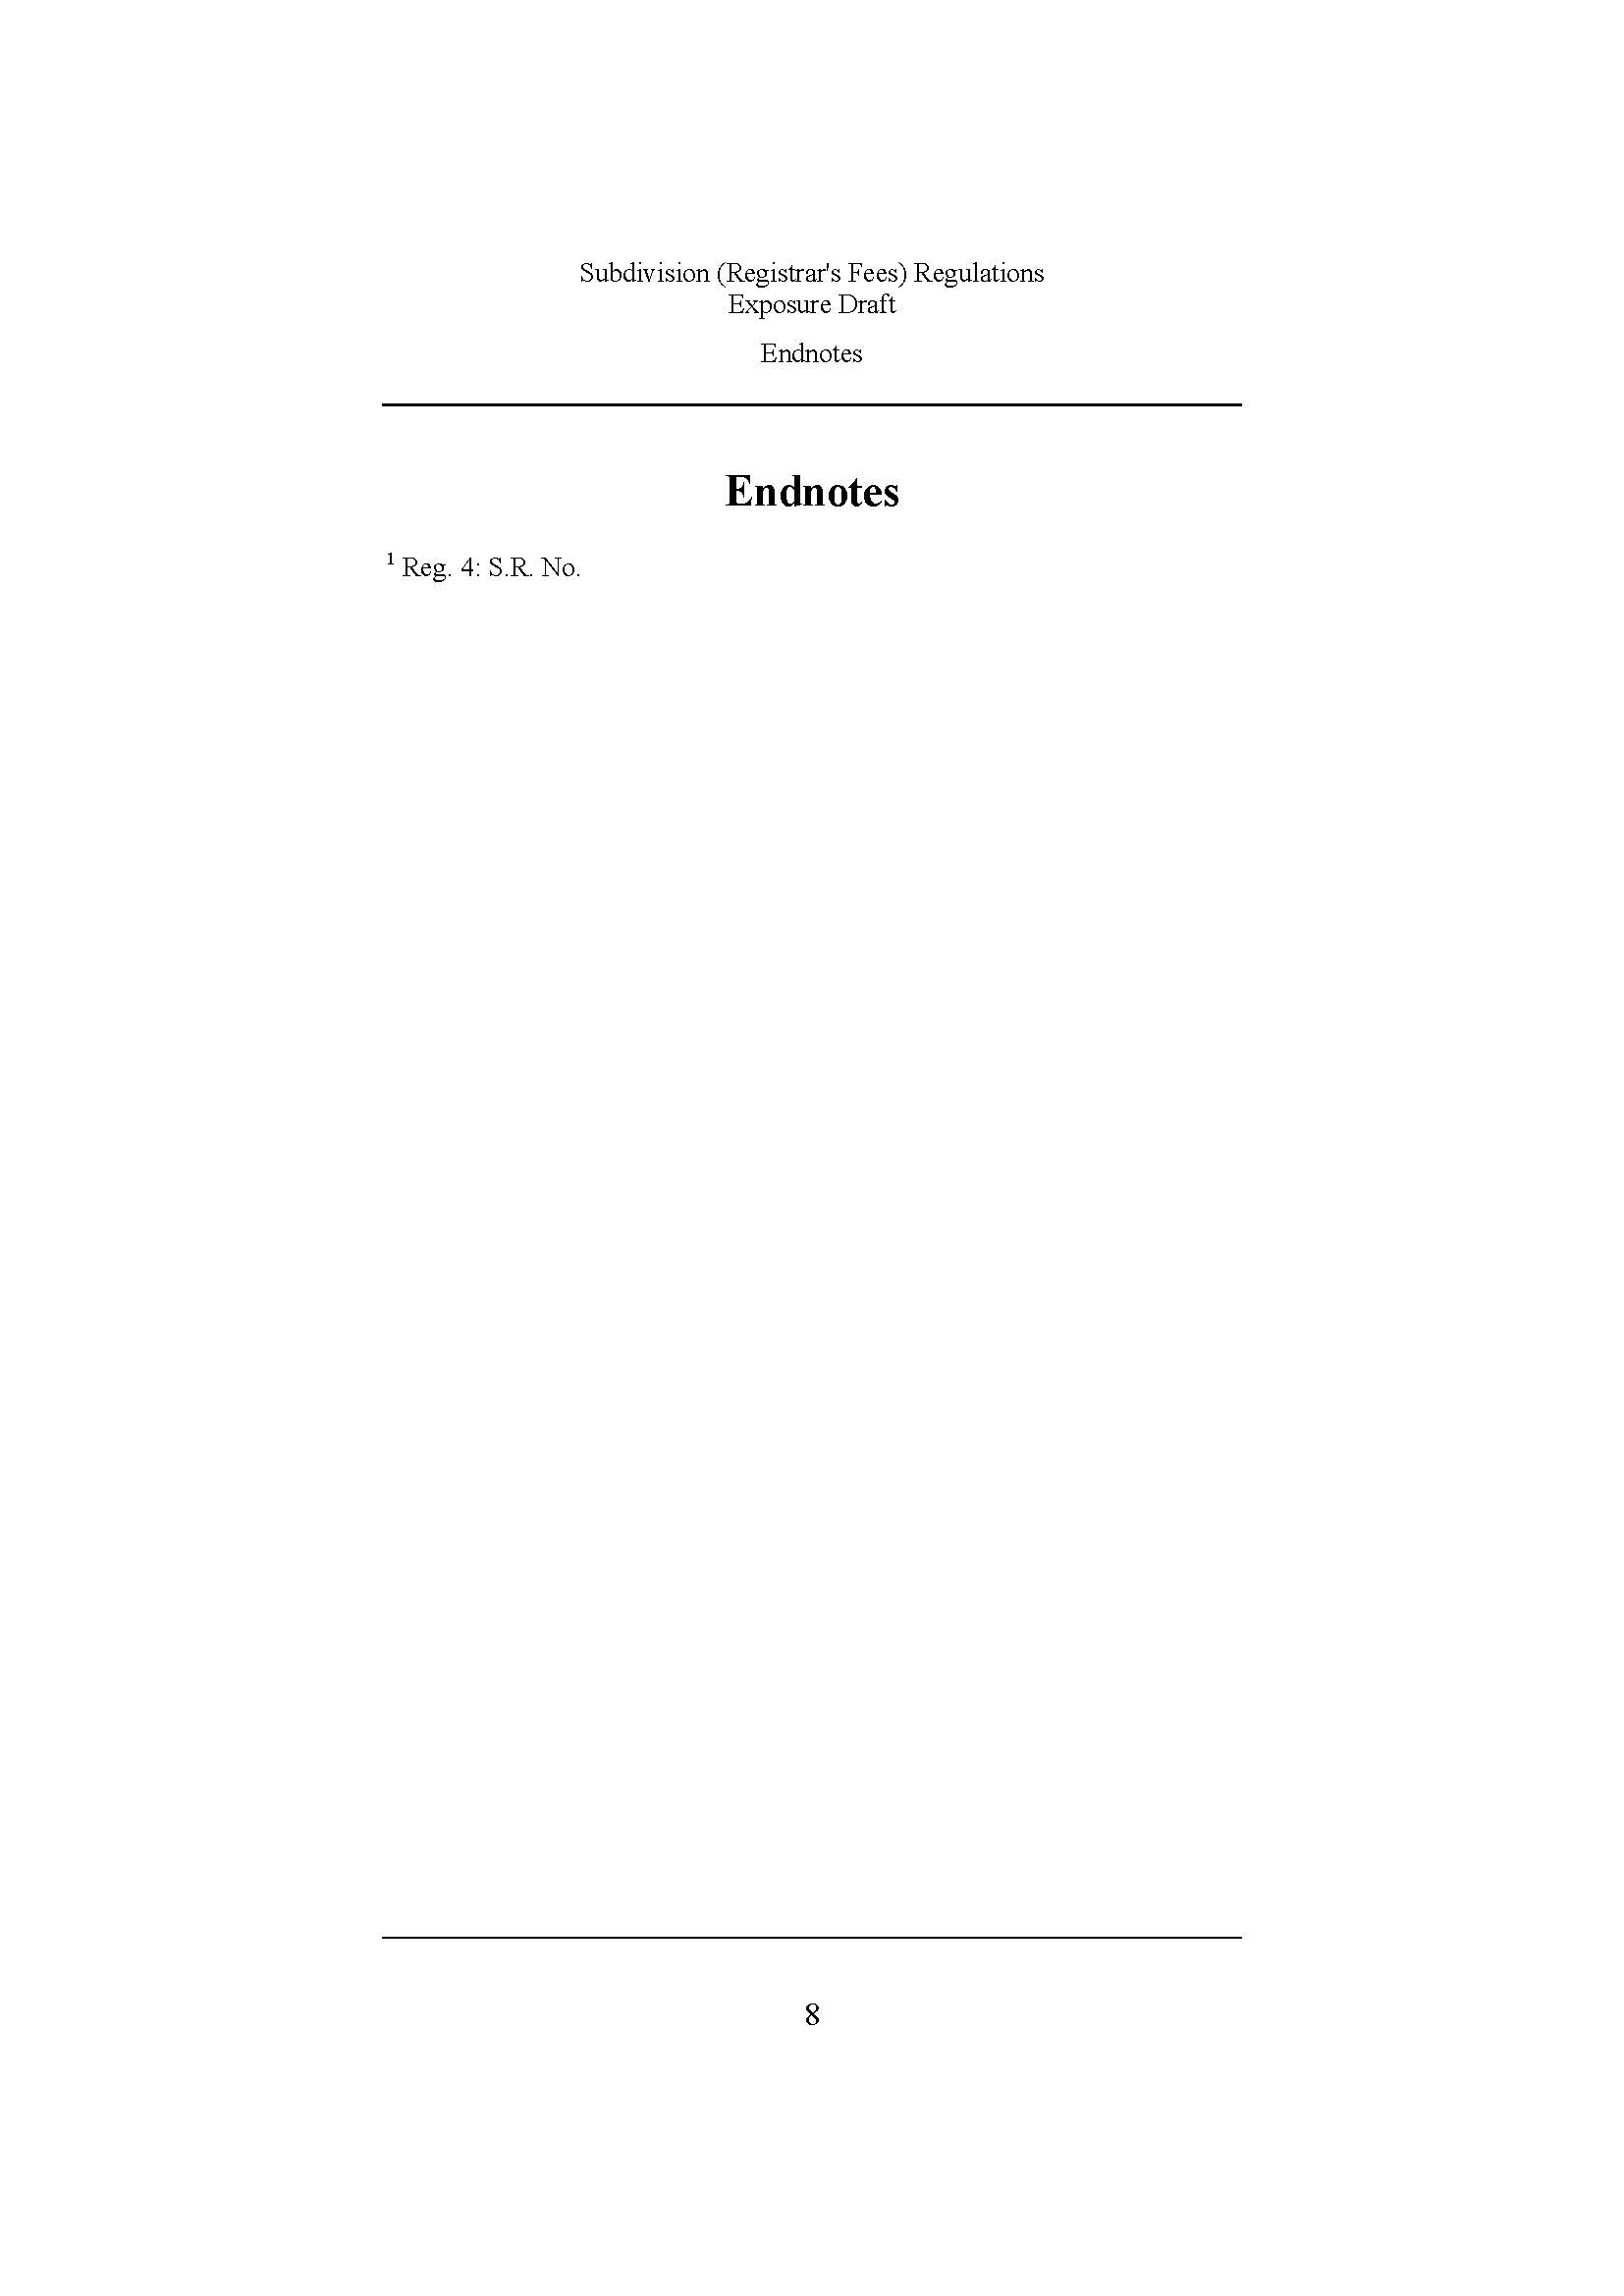 Subdivision (Registrar's Fees) Regulations
Exposure Draft
Endnotes
Endnotes
1 Reg. 4: S.R. No.
8